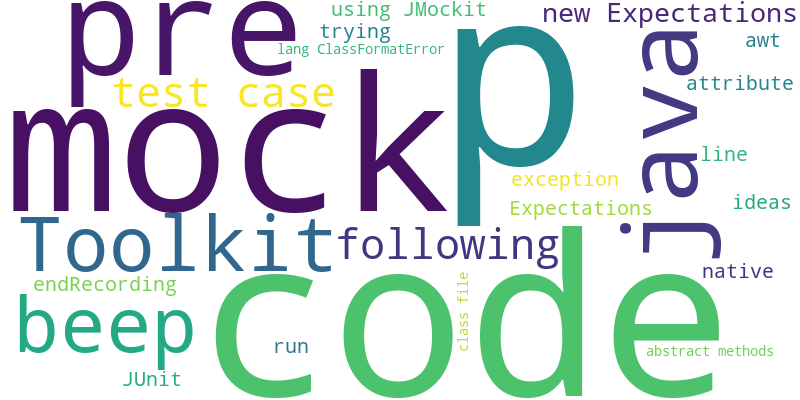 pre
using JMockit
new Expectations
trying
lang ClassFormatError
awt
test case
attribute
mock
p
java
line
exception
Expectations
ideas
Toolkit
following
native
endRecording
beep
code
class file
run
abstract methods
JUnit